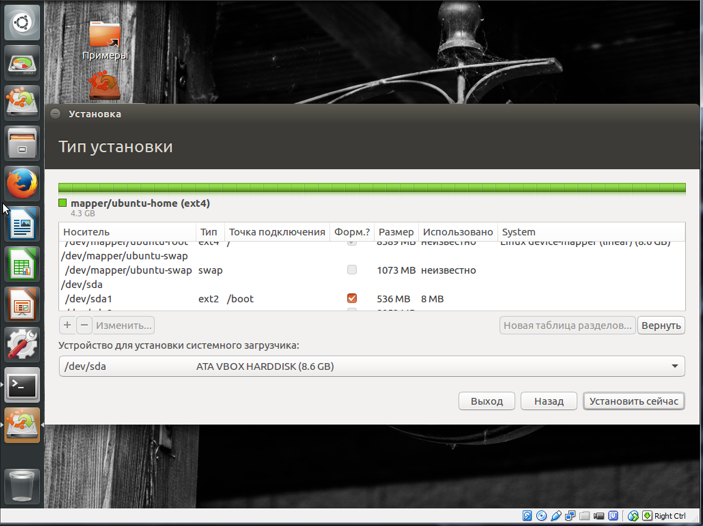 Примеры
Установка
Тип установки
mapper/ubuntu-home (ext4)
4.3 GB
Носитель Тип Точка подключения Форм.? Размер Использовано System
/dev/mapper/ubuntu-root ext4 / 8589 MB неизвестно Linux device-mapper (linear) (8.6 GB)
/dev/mapper/ubuntu-swap
/dev/mapper/ubuntu-swap swap 1073 MB неизвестно
/dev/sda
/dev/sda1 ext2 /boot 536 MB 8 MB
+ − Изменить... Новая таблица разделов... Вернуть
Устройство для установки системного загрузчика:
/dev/sda ATA VBOX HARDDISK (8.6 GB)
Выход Назад Установить сейчас
Right Ctrl